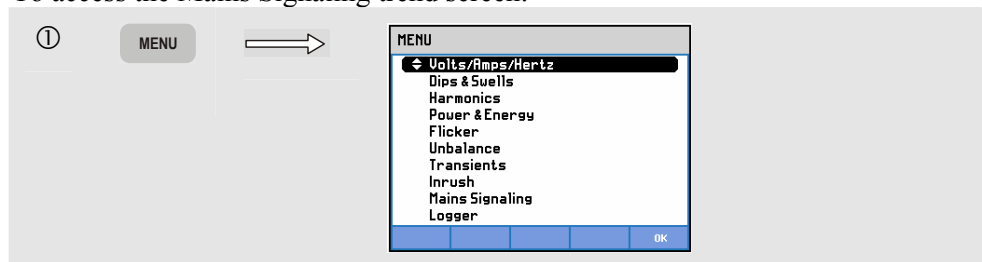 To access the Mains Signaling trend screen:
① MENU
MENU
Volts/Amps/Hertz
Dips & Swells
Harmonics
Power & Energy
Flicker
Unbalance
Transients
Inrush
Mains Signaling
Logger
OK